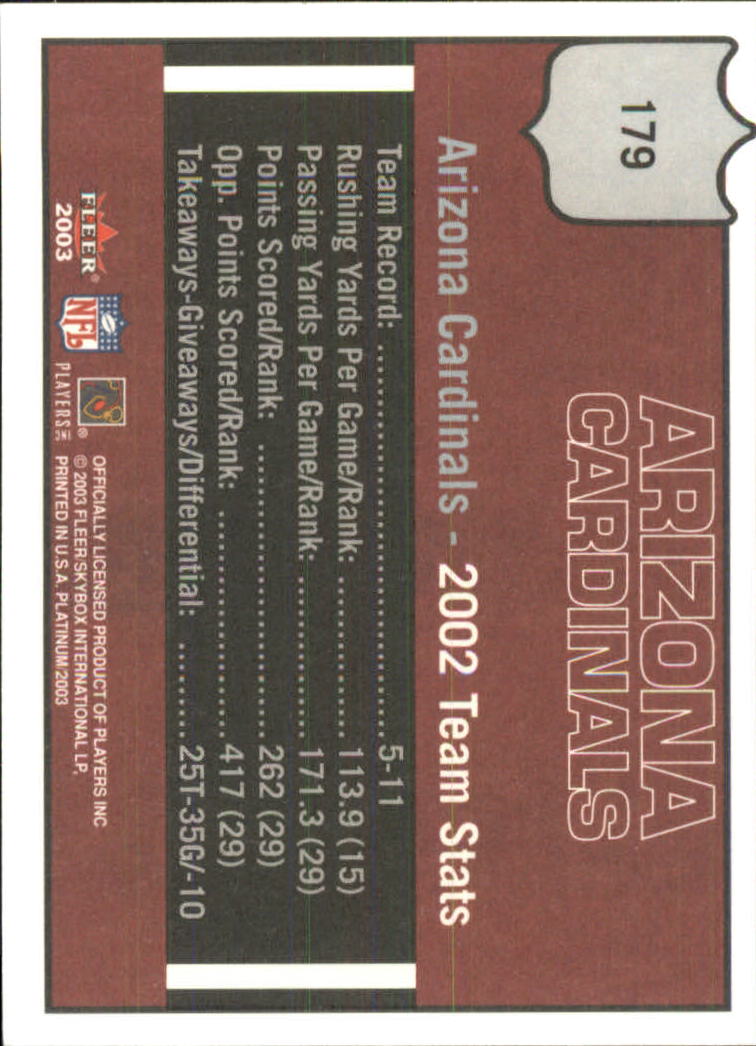 179
ARIZONA
CARDINALS
Arizona Cardinals - 2002 Team Stats
Team Record: ........................................ 5-11
Rushing Yards Per Game/Rank: ................ 113.9 (15)
Passing Yards Per Game/Rank: ................ 171.3 (29)
Points Scored/Rank: ............................. 262 (29)
Opp. Points Scored/Rank: ...................... 417 (29)
Takeaways-Giveaways/Differential: ......... 25T-35G/-10
FLEER®
2003
NFL
PLAYERS INC ®
OFFICIALLY LICENSED PRODUCT OF PLAYERS INC
© 2003 FLEER/SKYBOX INTERNATIONAL LP,
PRINTED IN U.S.A. PLATINUM/2003